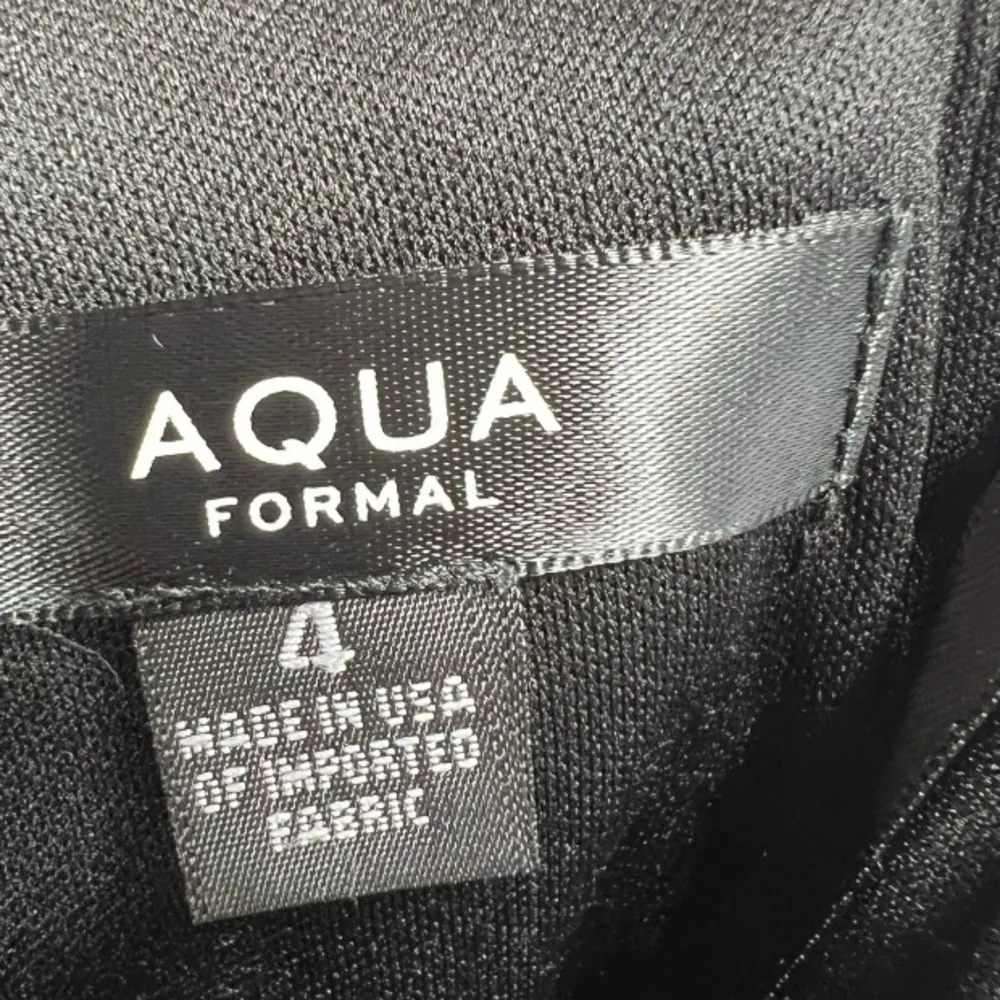 AQUA
FORMAL
4
MADE IN USA
OF IMPORTED
FABRIC